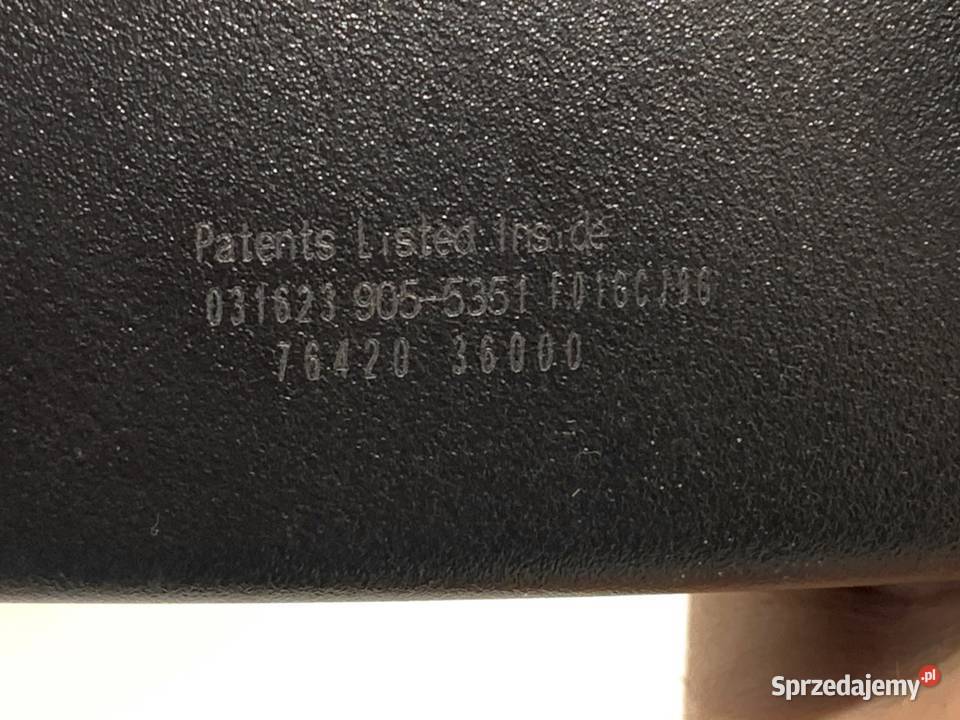 Patents Listed Inside
031623 905-5351
76420 36000
Sprzedajemy.pl